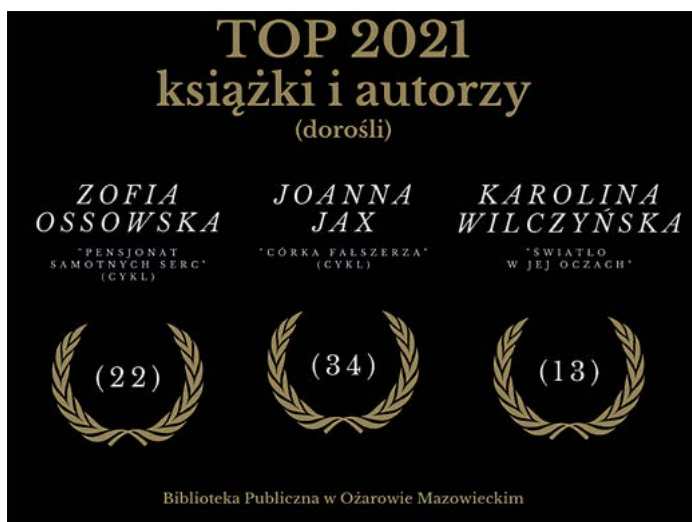 TOP 2021
książki i autorzy
(dorośli)
ZOFIA
OSSOWSKA
"PENSJONAT
SAMOTNYCH SERC"
(CYKL)
(22)
JOANNA
JAX
"CÓRKA FAŁSZERZA"
(CYKL)
(34)
KAROLINA
WILCZYŃSKA
"ŚWIATŁO
W JEJ OCZACH"
(13)
Biblioteka Publiczna w Ożarowie Mazowieckim